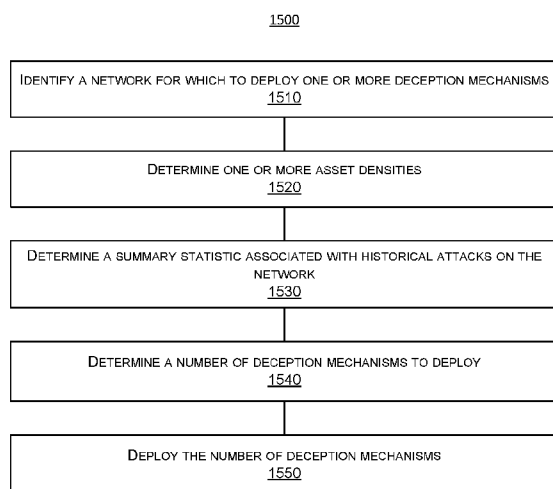 1500
IDENTIFY A NETWORK FOR WHICH TO DEPLOY ONE OR MORE DECEPTION MECHANISMS
1510
DETERMINE ONE OR MORE ASSET DENSITIES
1520
DETERMINE A SUMMARY STATISTIC ASSOCIATED WITH HISTORICAL ATTACKS ON THE
NETWORK
1530
DETERMINE A NUMBER OF DECEPTION MECHANISMS TO DEPLOY
1540
DEPLOY THE NUMBER OF DECEPTION MECHANISMS
1550